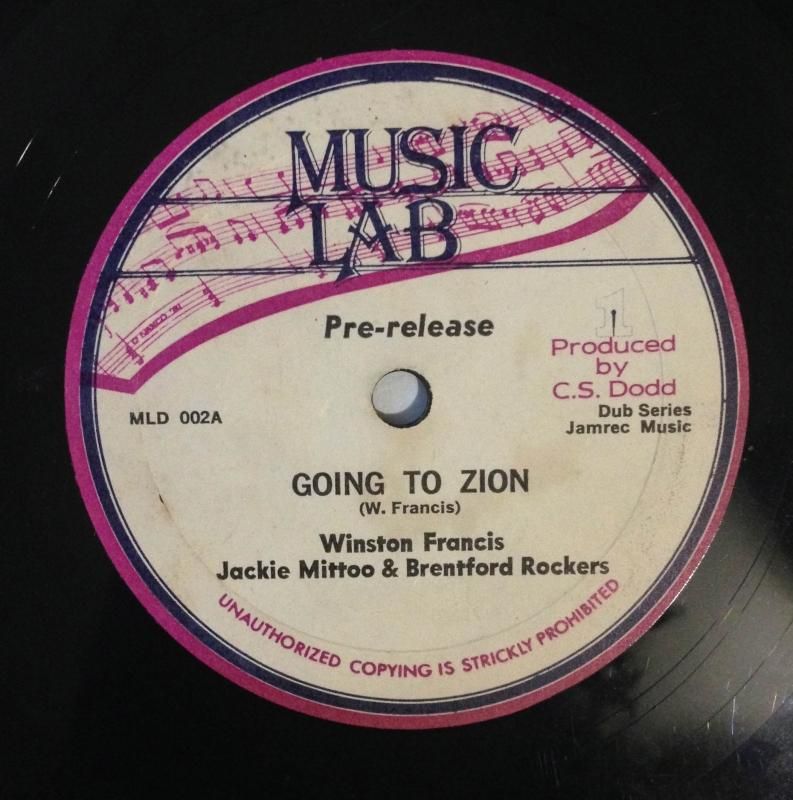 MUSIC
LAB
Pre-release
1
Produced
by
C.S. Dodd
MLD 002A
Dub Series
Jamrec Music
GOING TO ZION
(W. Francis)
Winston Francis
Jackie Mittoo & Brentford Rockers
UNAUTHORIZED COPYING IS STRICTLY PROHIBITED